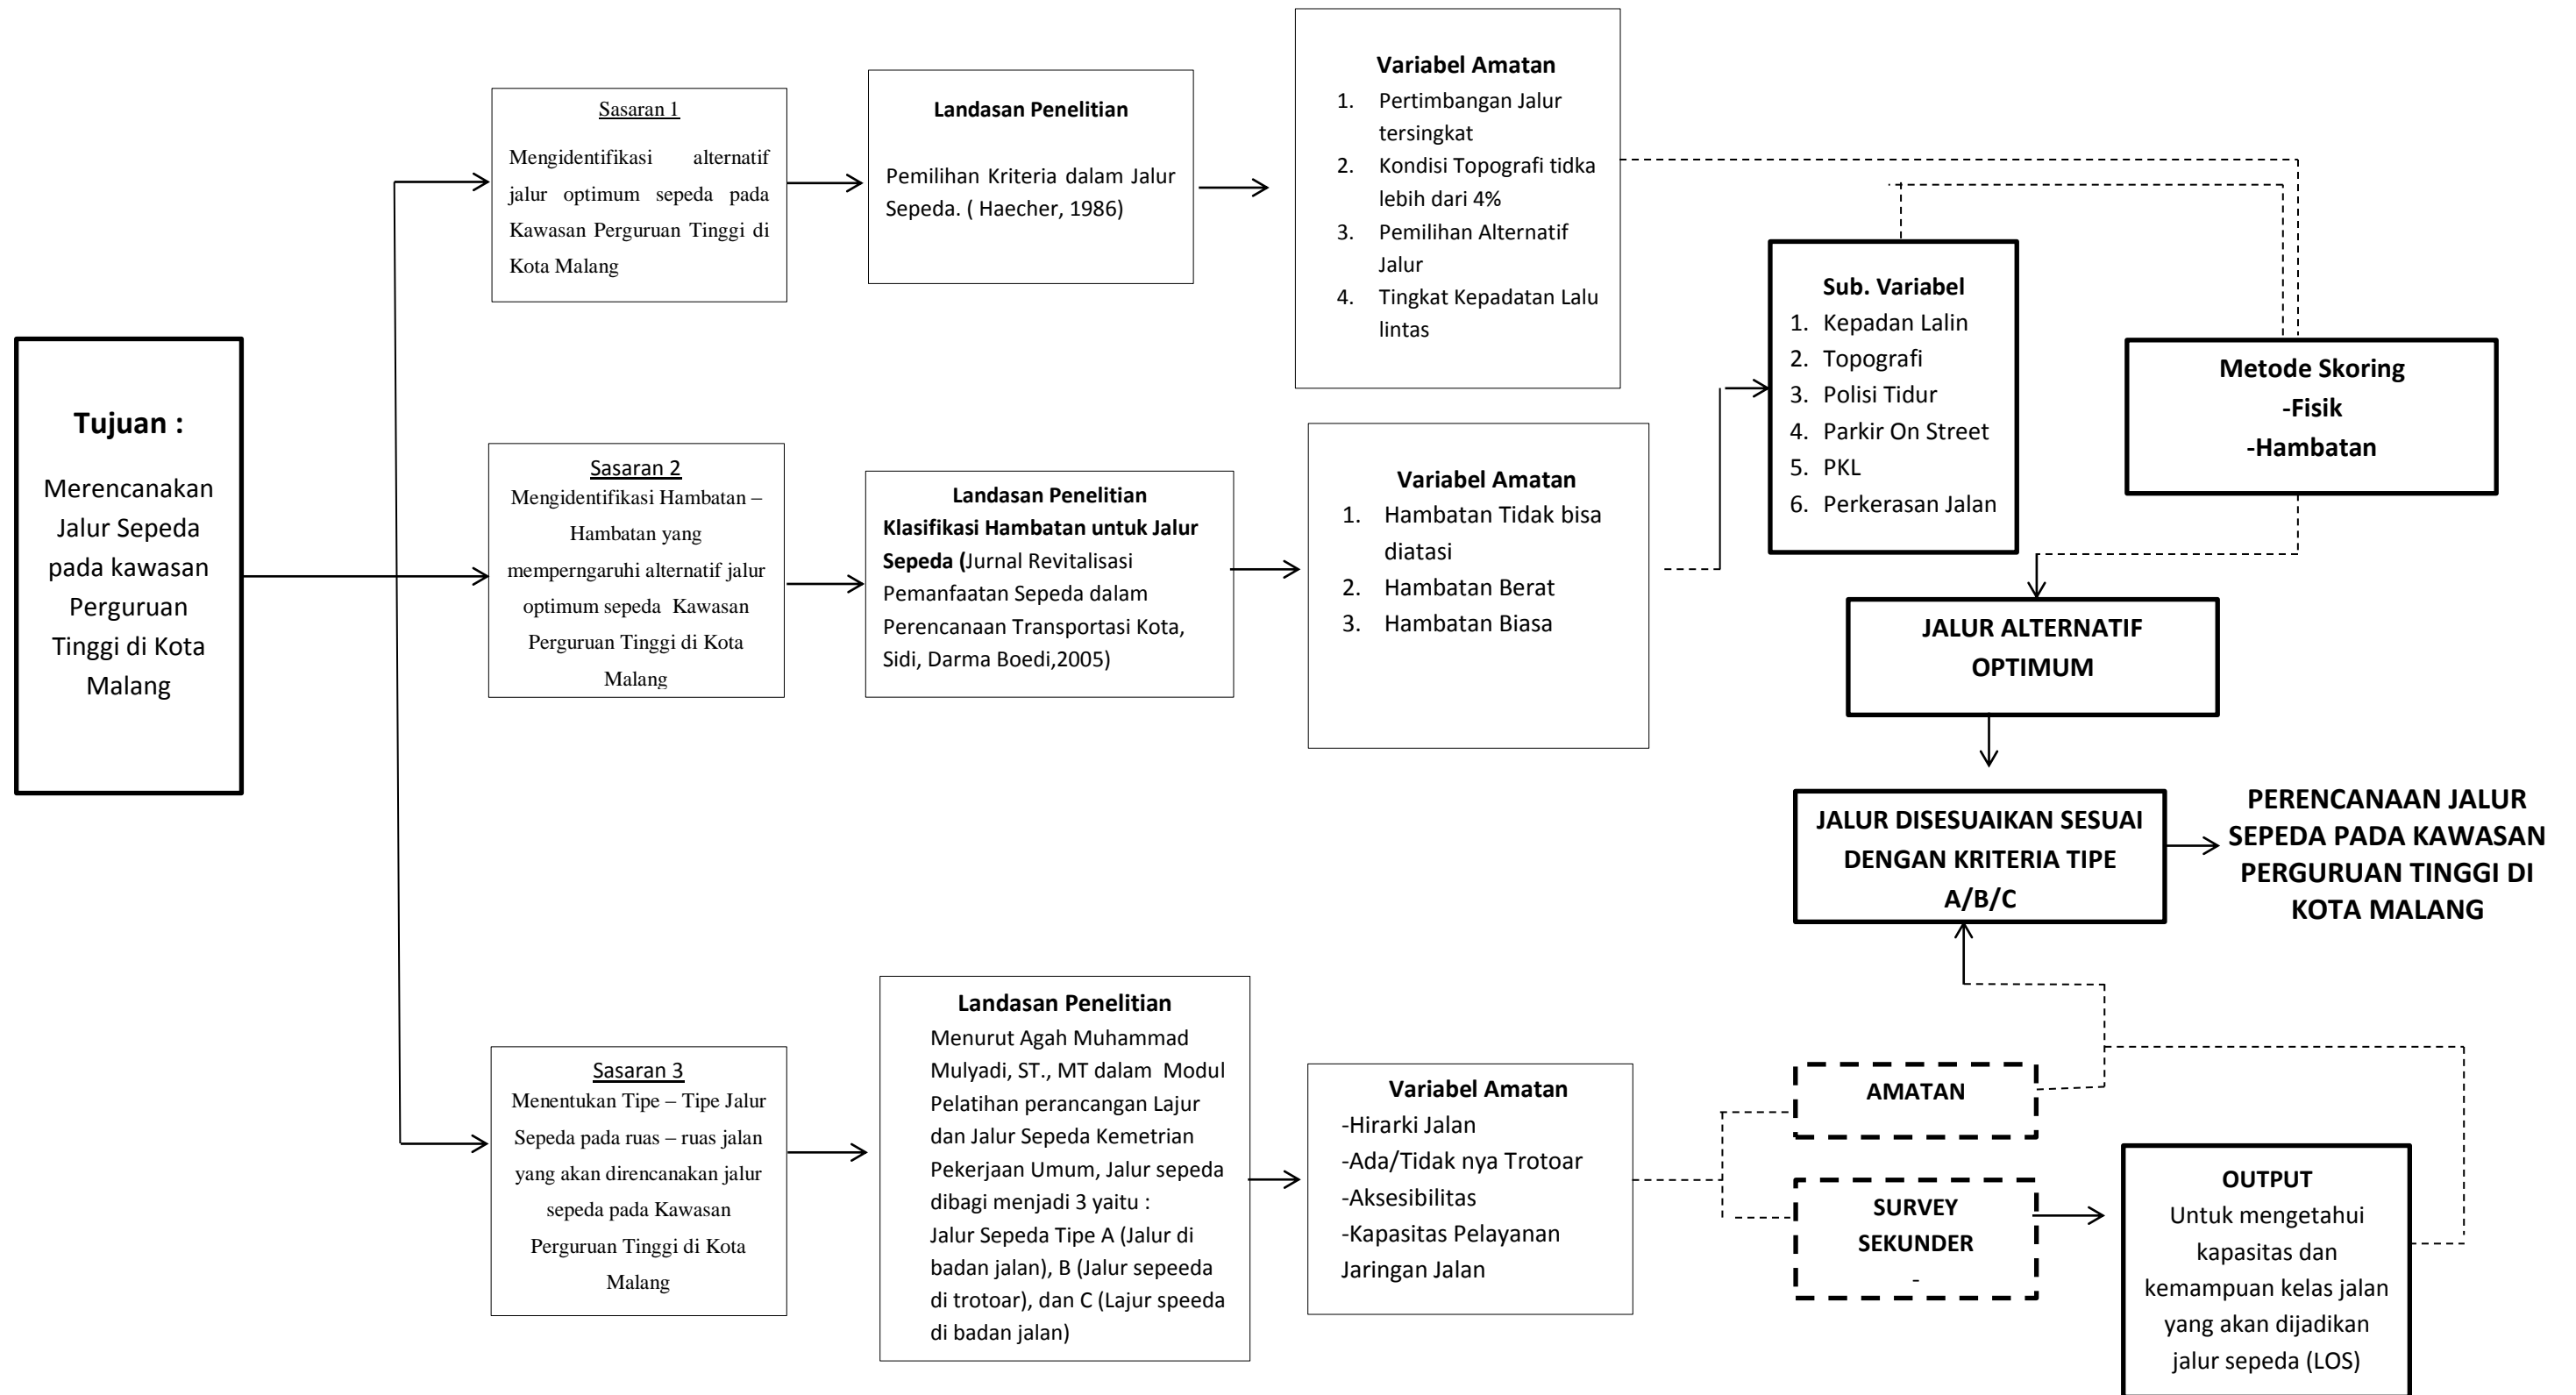 Tujuan :
Merencanakan
Jalur Sepeda
pada kawasan
Perguruan
Tinggi di Kota
Malang
Sasaran 1
Mengidentifikasi alternatif
jalur optimum sepeda pada
Kawasan Perguruan Tinggi di
Kota Malang
Landasan Penelitian
Pemilihan Kriteria dalam Jalur
Sepeda. ( Haecher, 1986)
Variabel Amatan
1. Pertimbangan Jalur
tersingkat
2. Kondisi Topografi tidka
lebih dari 4%
3. Pemilihan Alternatif
Jalur
4. Tingkat Kepadatan Lalu
lintas
Sasaran 2
Mengidentifikasi Hambatan –
Hambatan yang
memperngaruhi alternatif jalur
optimum sepeda Kawasan
Perguruan Tinggi di Kota
Malang
Landasan Penelitian
Klasifikasi Hambatan untuk Jalur
Sepeda (Jurnal Revitalisasi
Pemanfaatan Sepeda dalam
Perencanaan Transportasi Kota,
Sidi, Darma Boedi,2005)
Variabel Amatan
1. Hambatan Tidak bisa
diatasi
2. Hambatan Berat
3. Hambatan Biasa
Sub. Variabel
1. Kepadan Lalin
2. Topografi
3. Polisi Tidur
4. Parkir On Street
5. PKL
6. Perkerasan Jalan
Metode Skoring
-Fisik
-Hambatan
JALUR ALTERNATIF
OPTIMUM
JALUR DISESUAIKAN SESUAI
DENGAN KRITERIA TIPE
A/B/C
PERENCANAAN JALUR
SEPEDA PADA KAWASAN
PERGURUAN TINGGI DI
KOTA MALANG
Sasaran 3
Menentukan Tipe – Tipe Jalur
Sepeda pada ruas – ruas jalan
yang akan direncanakan jalur
sepeda pada Kawasan
Perguruan Tinggi di Kota
Malang
Landasan Penelitian
Menurut Agah Muhammad
Mulyadi, ST., MT dalam Modul
Pelatihan perancangan Lajur
dan Jalur Sepeda Kemetrian
Pekerjaan Umum, Jalur sepeda
dibagi menjadi 3 yaitu :
Jalur Sepeda Tipe A (Jalur di
badan jalan), B (Jalur sepeeda
di trotoar), dan C (Lajur speeda
di badan jalan)
Variabel Amatan
-Hirarki Jalan
-Ada/Tidak nya Trotoar
-Aksesibilitas
-Kapasitas Pelayanan
Jaringan Jalan
AMATAN
SURVEY
SEKUNDER
-
OUTPUT
Untuk mengetahui
kapasitas dan
kemampuan kelas jalan
yang akan dijadikan
jalur sepeda (LOS)